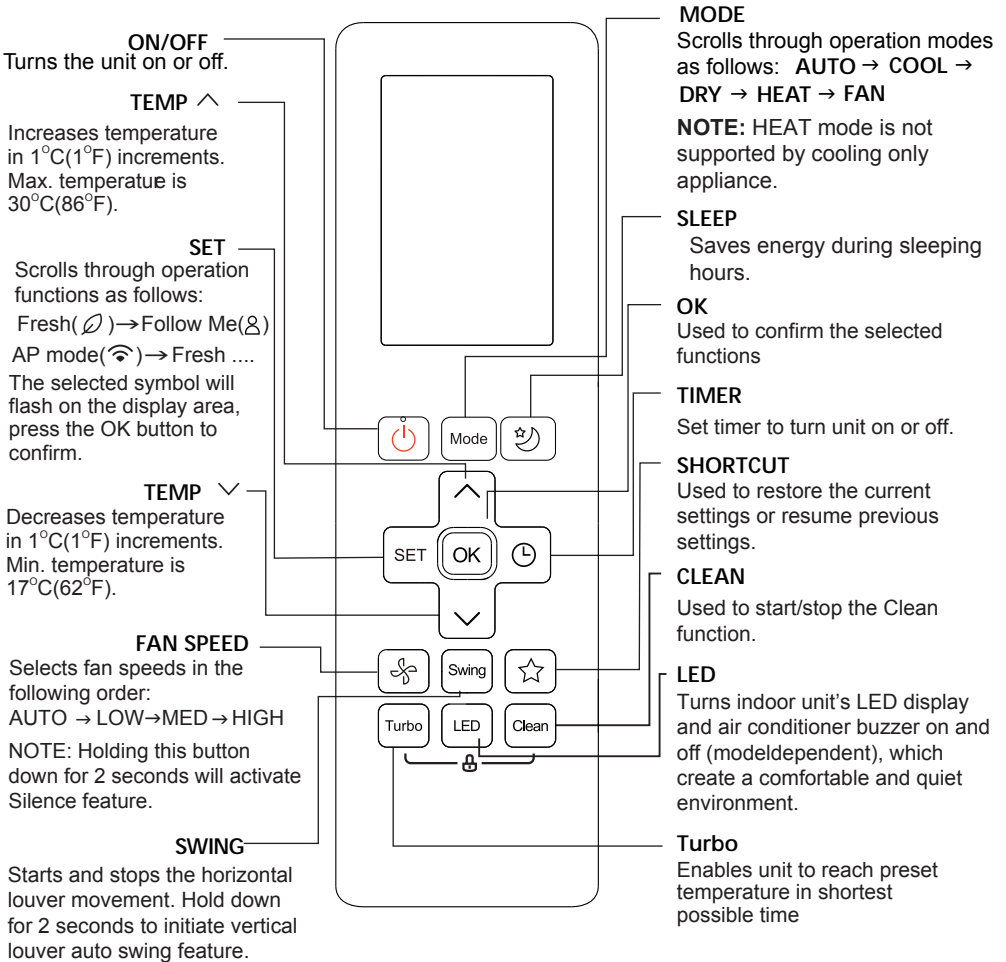 ON/OFF
Turns the unit on or off.
TEMP ^
Increases temperature
in 1°C(1°F) increments.
Max. temperature is
30°C(86°F).
SET
Scrolls through operation
functions as follows:
Fresh( )→Follow Me( )
AP mode( )→Fresh ....
The selected symbol will
flash on the display area,
press the OK button to
confirm.
TEMP ∨
Decreases temperature
in 1°C(1°F) increments.
Min. temperature is
17°C(62°F).
FAN SPEED
Selects fan speeds in the
following order:
AUTO →LOW→MED→HIGH
NOTE: Holding this button
down for 2 seconds will activate
Silence feature.
SWING
Starts and stops the horizontal
louver movement. Hold down
for 2 seconds to initiate vertical
louver auto swing feature.
Mode
SET
OK
Swing
Turbo
LED
Clean
MODE
Scrolls through operation modes
as follows: AUTO → COOL →
DRY → HEAT → FAN
NOTE: HEAT mode is not
supported by cooling only
appliance.
SLEEP
Saves energy during sleeping
hours.
OK
Used to confirm the selected
functions
TIMER
Set timer to turn unit on or off.
SHORTCUT
Used to restore the current
settings or resume previous
settings.
CLEAN
Used to start/stop the Clean
function.
LED
Turns indoor unit's LED display
and air conditioner buzzer on and
off (modeldependent), which
create a comfortable and quiet
environment.
Turbo
Enables unit to reach preset
temperature in shortest
possible time